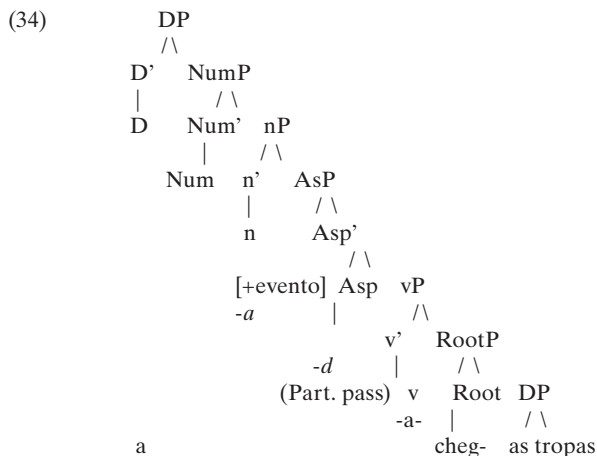 (34) DP
/\
D' NumP
| / \
D Num' nP
| / \
Num n' AsP
| / \
n Asp'
/ \
[+evento] Asp vP
-a | /\
v' RootP
-d | / \
(Part. pass) v Root DP
-a- | / \
a cheg- as tropas